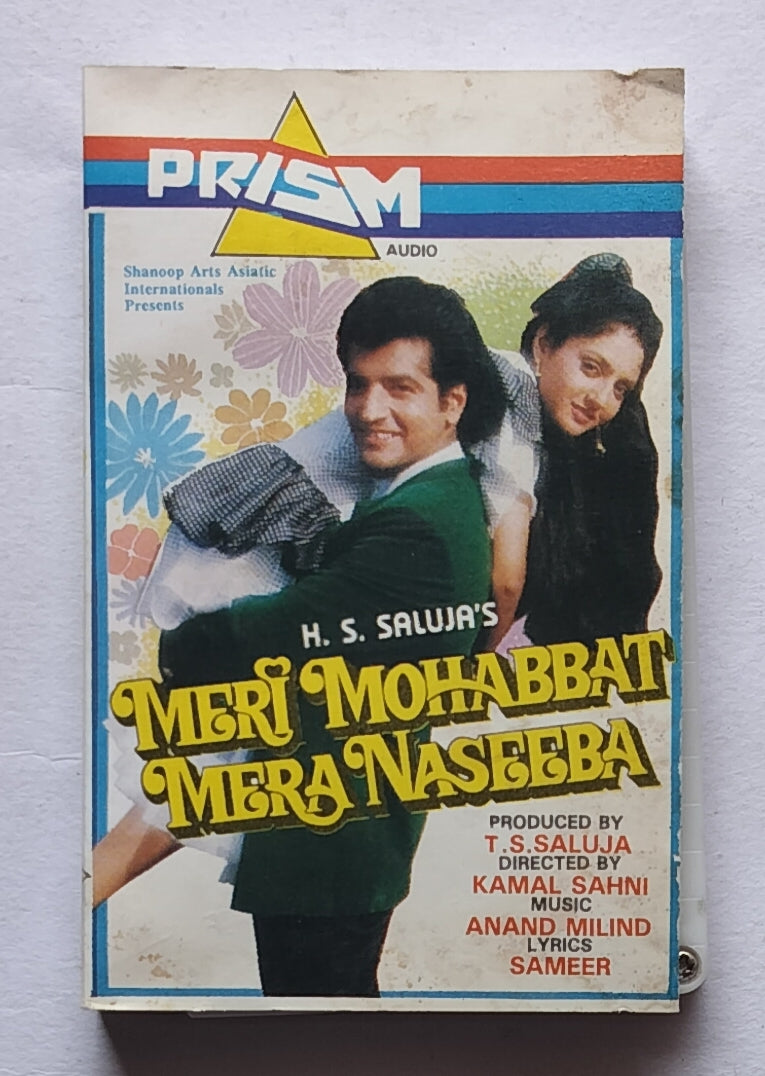 PRISM
AUDIO
Shanoop Arts Asiatic
Internationals
Presents
H. S. SALUJA'S
MERI MOHABBAT
MERA NASEEBA
PRODUCED BY
T.S.SALUJA
DIRECTED BY
KAMAL SAHNI
MUSIC
ANAND MILIND
LYRICS
SAMEER